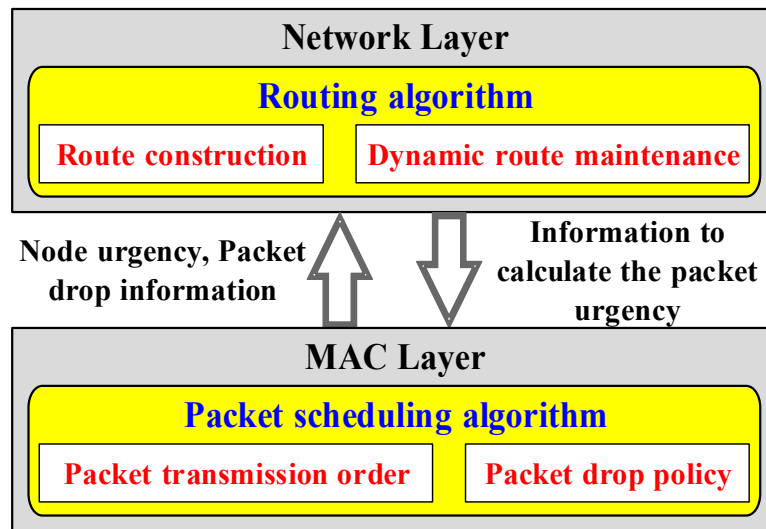 Network Layer
Routing algorithm
Route construction
Dynamic route maintenance
Node urgency, Packet
drop information
Information to
calculate the packet
urgency
MAC Layer
Packet scheduling algorithm
Packet transmission order
Packet drop policy